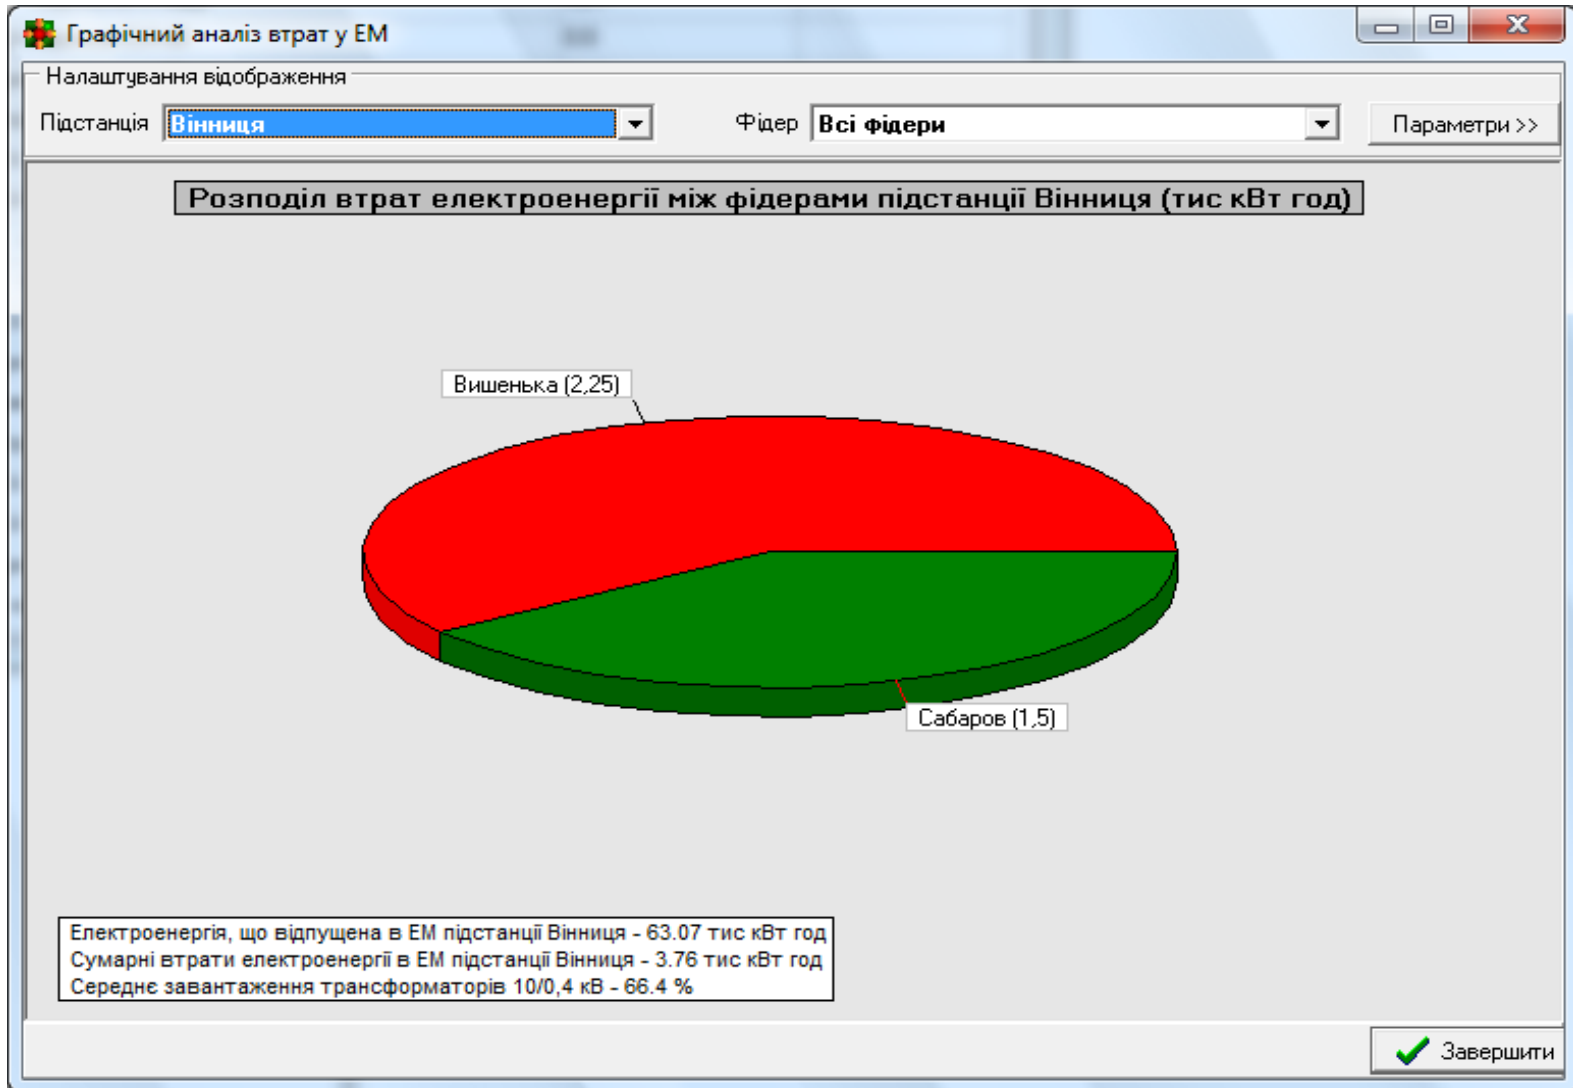 Графічний аналіз втрат у ЕМ
Налаштування відображення
Підстанція Вінниця Фідер Всі фідери Параметри >>
Розподіл втрат електроенергії між фідерами підстанції Вінниця (тис кВт год)
Вишенька (2,25)
Сабаров (1,5)
Електроенергія, що відпущена в ЕМ підстанції Вінниця - 63.07 тис кВт год
Сумарні втрати електроенергії в ЕМ підстанції Вінниця - 3.76 тис кВт год
Середнє завантаження трансформаторів 10/0,4 кВ - 66.4 %
Завершити